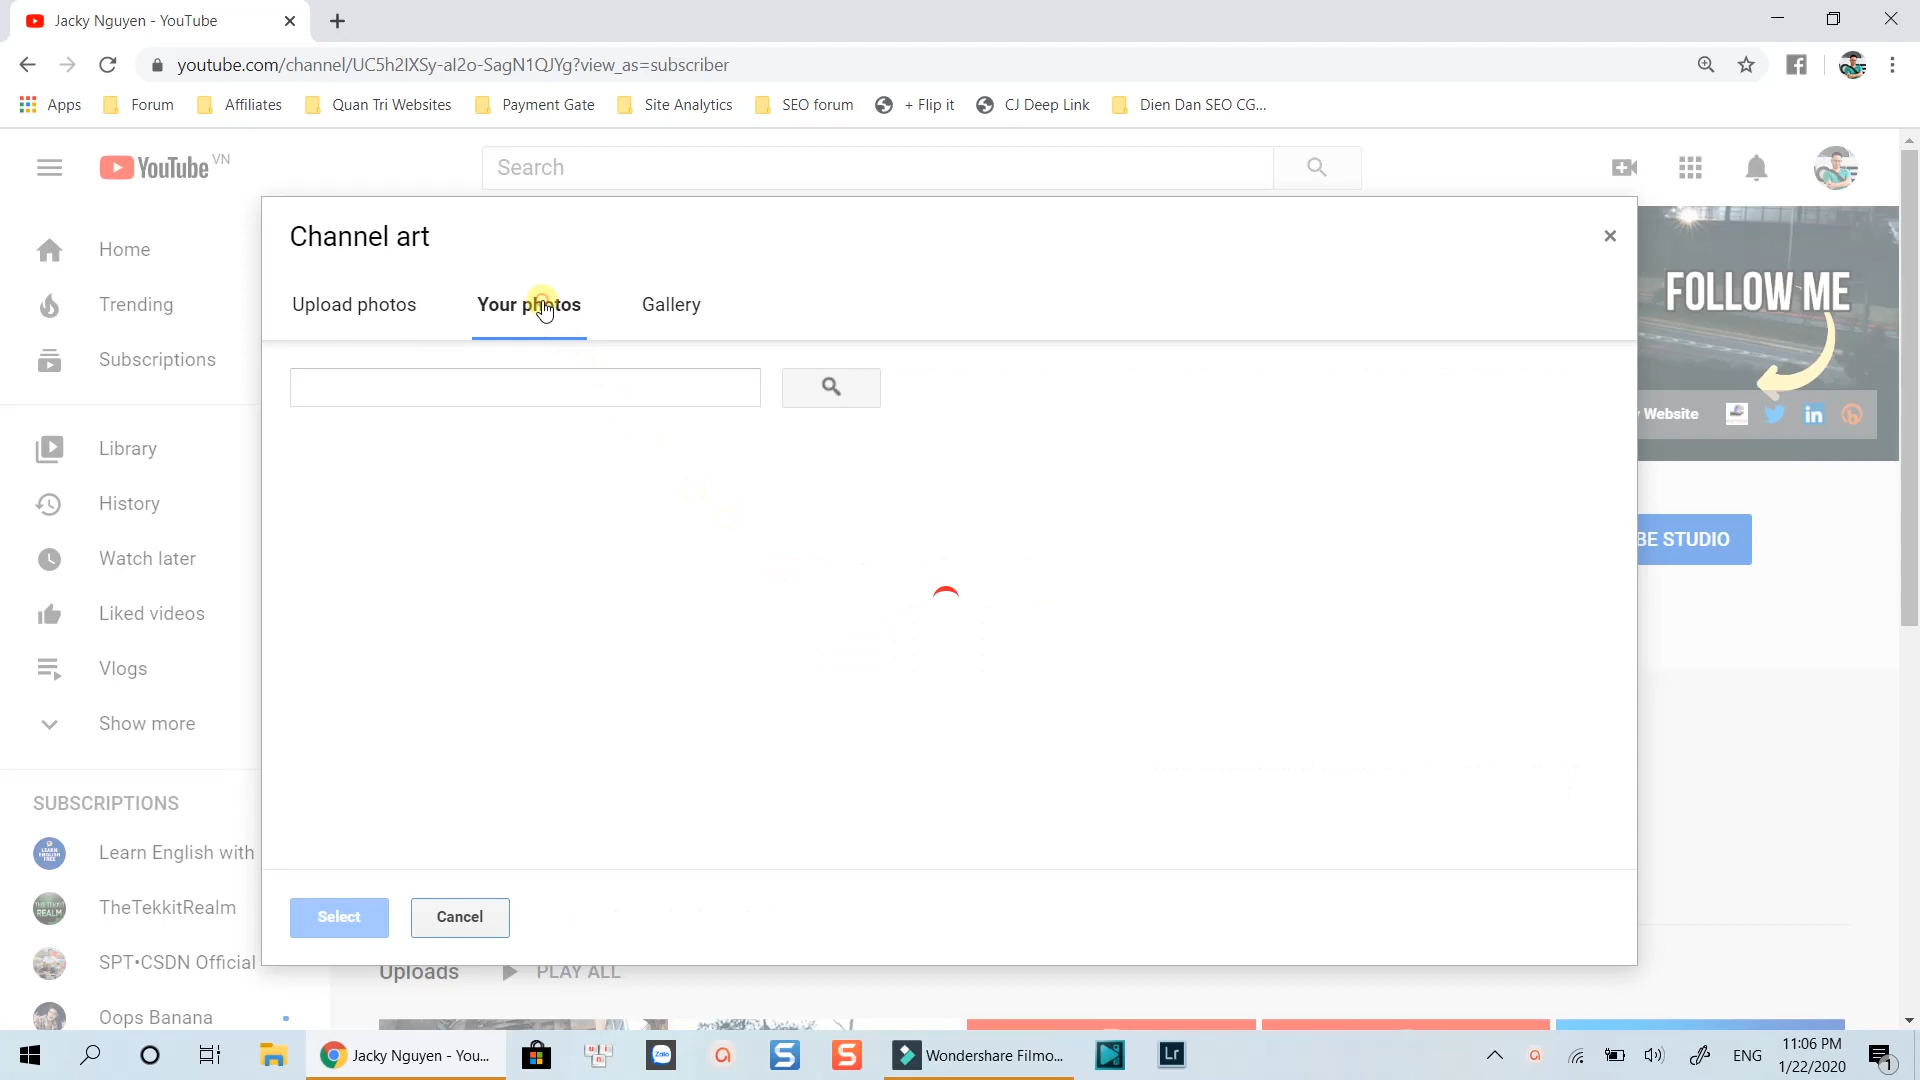 Jacky Nguyen - YouTube
youtube.com/channel/UC5h2IXSy-al2o-SagN1QJYg?view_as=subscriber
Apps Forum Affiliates Quan Tri Websites Payment Gate Site Analytics SEO forum + Flip it CJ Deep Link Dien Dan SEO CG...
YouTube VN
Search
Channel art
Upload photos Your photos Gallery
Home
Trending
Subscriptions
Library
History
Watch later
Liked videos
Vlogs
Show more
SUBSCRIPTIONS
Learn English with
TheTekkitRealm
SPT•CSDN Official
Oops Banana
FOLLOW ME
Website
BE STUDIO
Select Cancel
Uploads PLAY ALL
Jacky Nguyen - You...
Zalo
Wondershare Filmo...
Lr
ENG
11:06 PM
1/22/2020
1